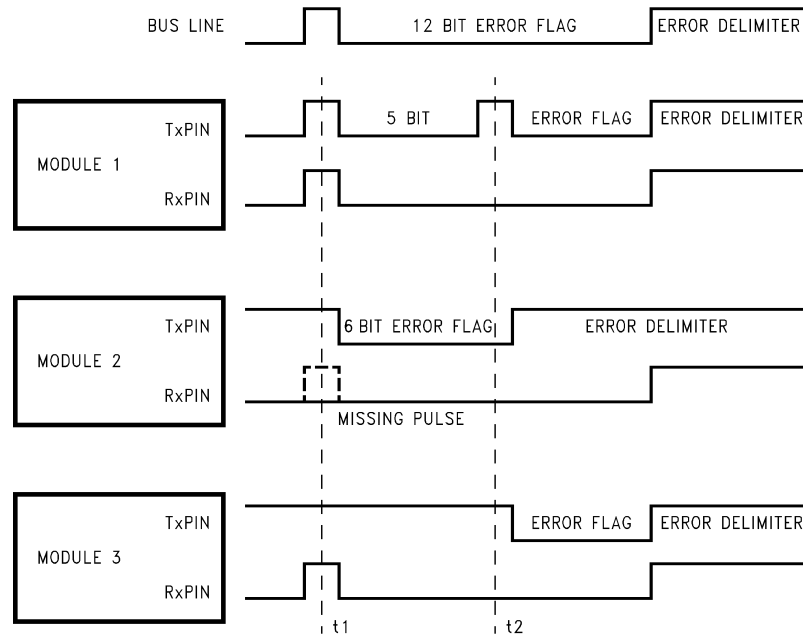 BUS LINE 12 BIT ERROR FLAG ERROR DELIMITER
TxPIN 5 BIT ERROR FLAG ERROR DELIMITER
MODULE 1
RxPIN
TxPIN 6 BIT ERROR FLAG ERROR DELIMITER
MODULE 2
RxPIN
MISSING PULSE
TxPIN ERROR FLAG ERROR DELIMITER
MODULE 3
RxPIN
t1 t2